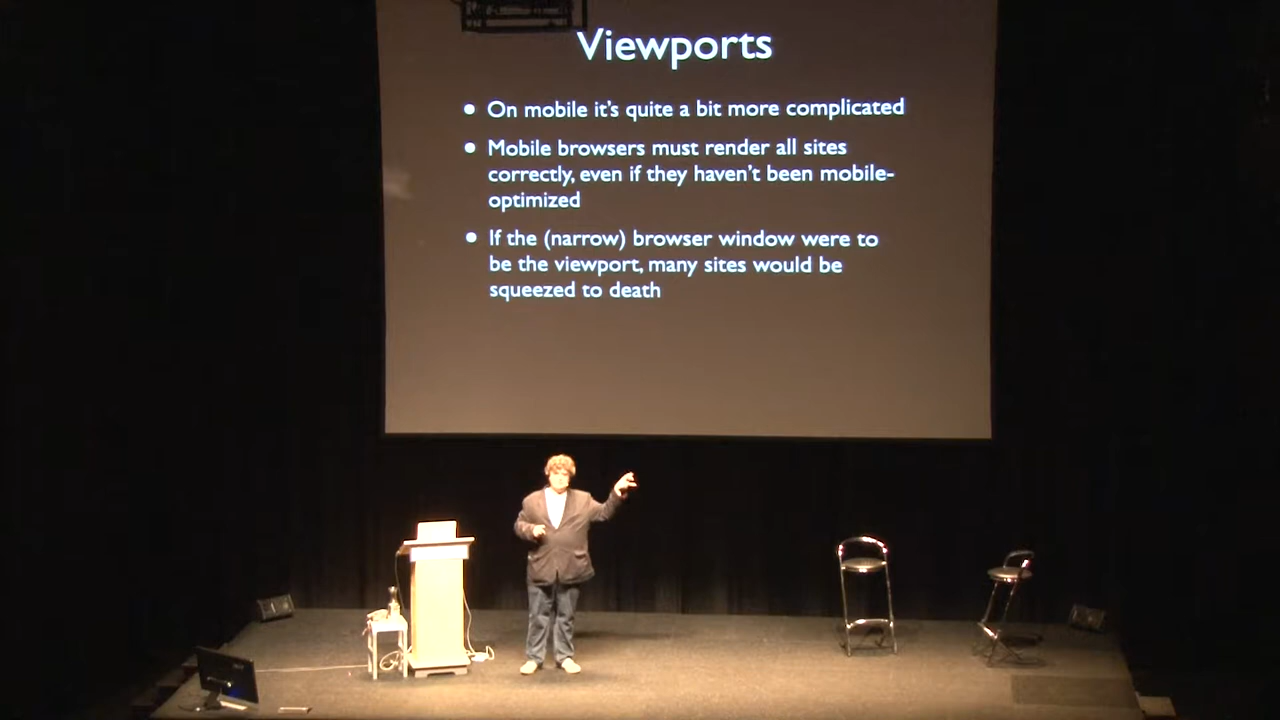 Viewports
• On mobile it's quite a bit more complicated
• Mobile browsers must render all sites
correctly, even if they haven't been mobile-
optimized
• If the (narrow) browser window were to
be the viewport, many sites would be
squeezed to death